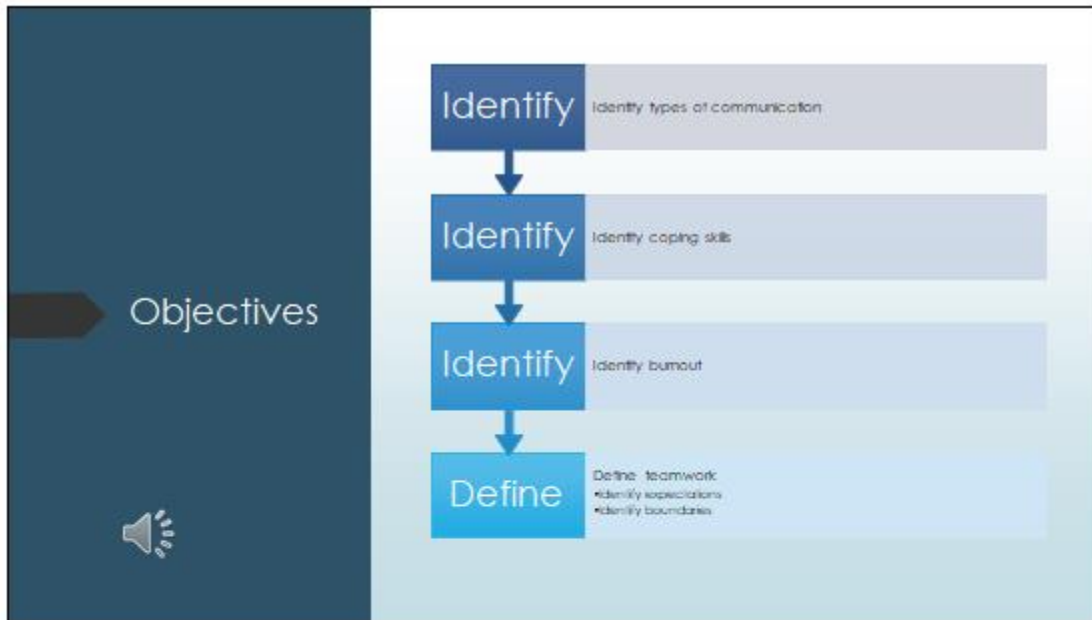 Objectives
Identify
Identify types of communication
Identify
Identify coping skills
Identify
Identify burnout
Define
Define teamwork
•Identify expectations
•Identify boundaries